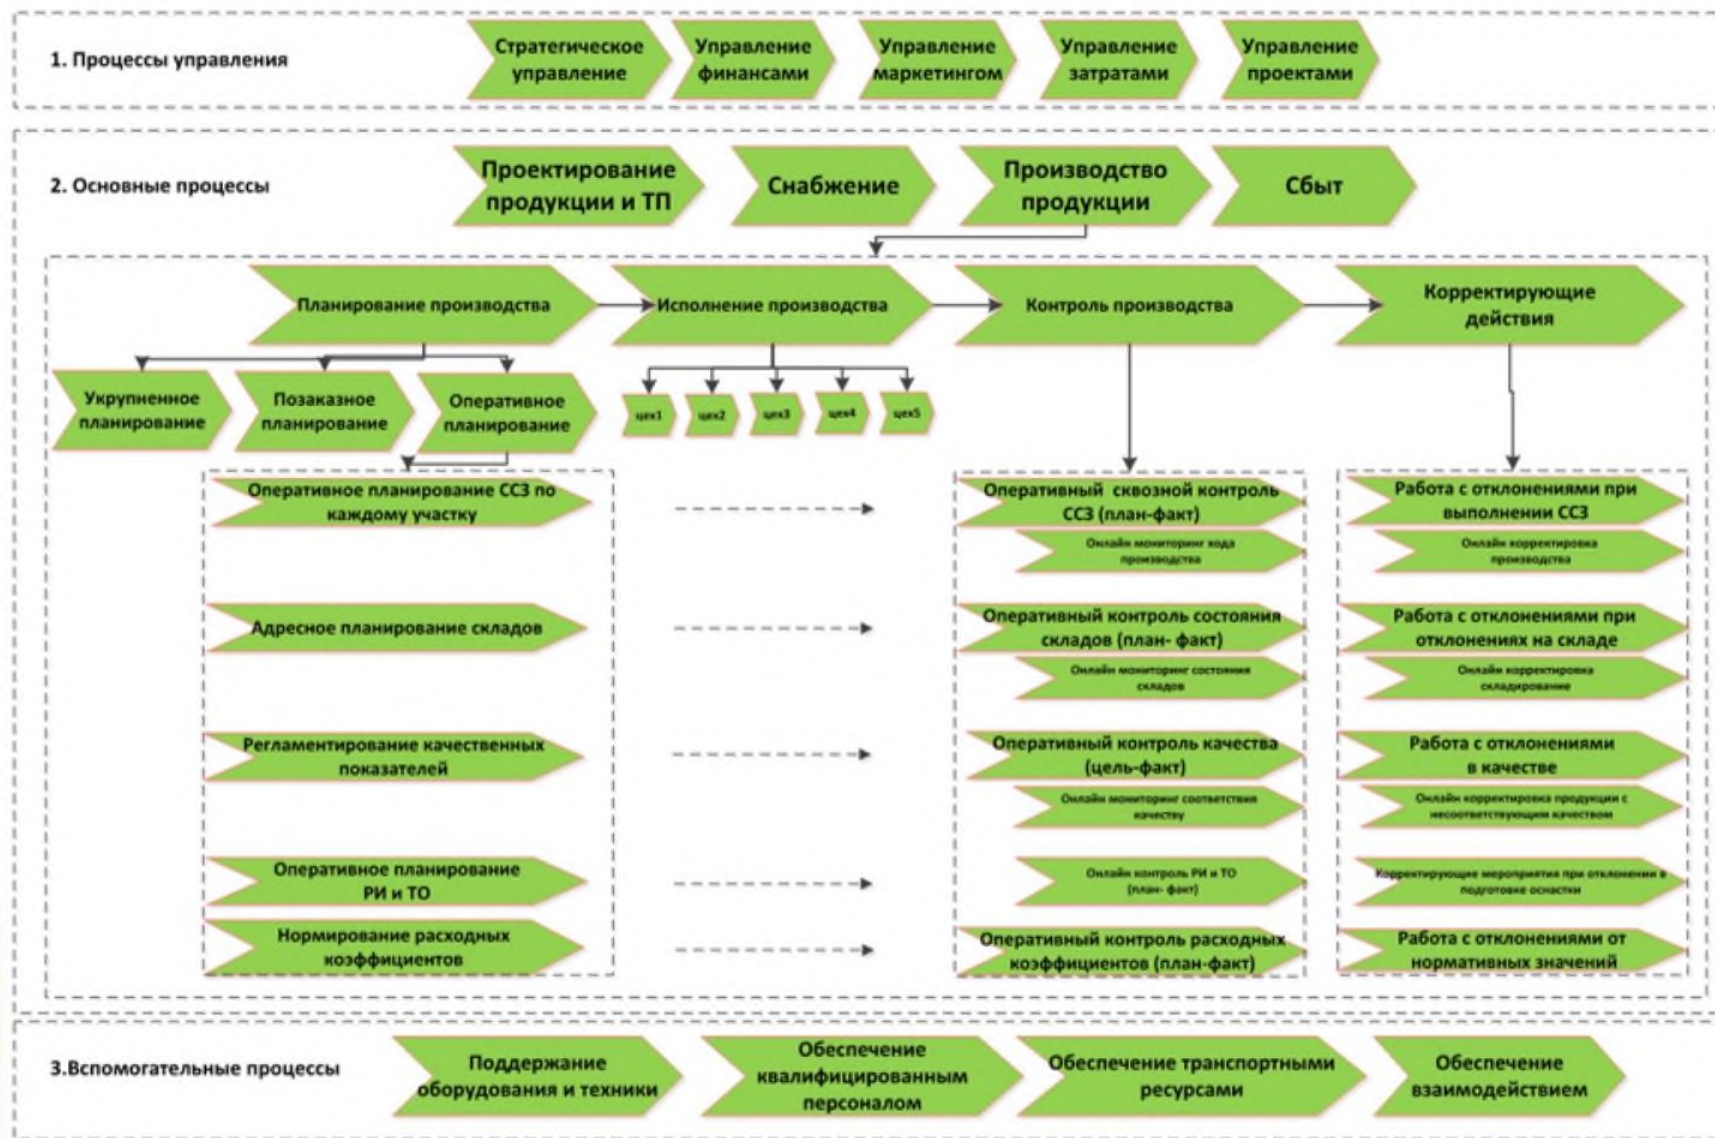 1. Процессы управления
Стратегическое
управление
Управление
финансами
Управление
маркетингом
Управление
затратами
Управление
проектами
2. Основные процессы
Проектирование
продукции и ТП
Снабжение
Производство
продукции
Сбыт
Планирование производства
Исполнение производства
Контроль производства
Корректирующие
действия
Укрупненное
планирование
Позаказное
планирование
Оперативное
планирование
цех1
цех2
цех3
цех4
цех5
Оперативное планирование ССЗ по
каждому участку
Оперативный сквозной контроль
ССЗ (план-факт)
Работа с отклонениями при
выполнении ССЗ
Онлайн мониторинг хода
производства
Онлайн корректировка
производства
Адресное планирование складов
Оперативный контроль состояния
складов (план- факт)
Работа с отклонениями при
отклонениях на складе
Онлайн мониторинг состояния
складов
Онлайн корректировка
складирование
Регламентирование качественных
показателей
Оперативный контроль качества
(цель-факт)
Работа с отклонениями
в качестве
Онлайн мониторинг соответствия
качеству
Онлайн корректировка продукции с
несоответствующим качеством
Оперативное планирование
РИ и ТО
Онлайн контроль РИ и ТО
(план- факт)
Корректирующие мероприятия при отклонении в
подготовке оснастки
Нормирование расходных
коэффициентов
Оперативный контроль расходных
коэффициентов (план-факт)
Работа с отклонениями от
нормативных значений
3.Вспомогательные процессы
Поддержание
оборудования и техники
Обеспечение
квалифицированным
персоналом
Обеспечение транспортными
ресурсами
Обеспечение
взаимодействием